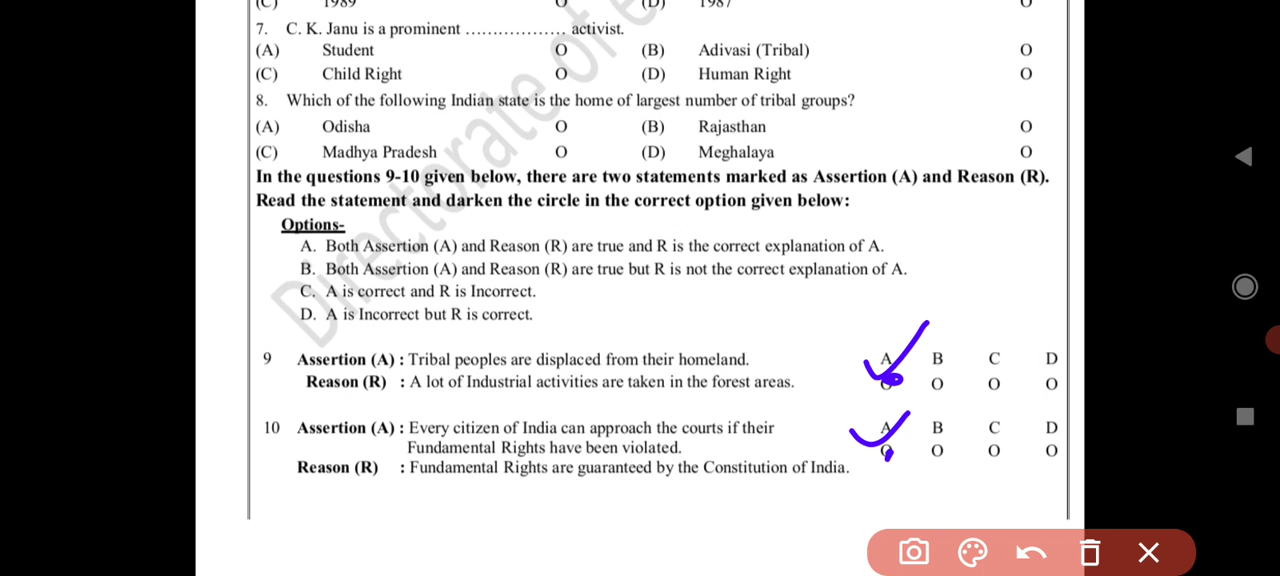 (C) 1989 O (D) 1987 O
7. C. K. Janu is a prominent ................. activist.
(A) Student O (B) Adivasi (Tribal) O
(C) Child Right O (D) Human Right O
8. Which of the following Indian state is the home of largest number of tribal groups?
(A) Odisha O (B) Rajasthan O
(C) Madhya Pradesh O (D) Meghalaya O
In the questions 9-10 given below, there are two statements marked as Assertion (A) and Reason (R).
Read the statement and darken the circle in the correct option given below:
Options-
A. Both Assertion (A) and Reason (R) are true and R is the correct explanation of A.
B. Both Assertion (A) and Reason (R) are true but R is not the correct explanation of A.
C. A is correct and R is Incorrect.
D. A is Incorrect but R is correct.
9 Assertion (A) : Tribal peoples are displaced from their homeland. A B C D
Reason (R) : A lot of Industrial activities are taken in the forest areas. O O O O
10 Assertion (A) : Every citizen of India can approach the courts if their A B C D
Fundamental Rights have been violated. O O O O
Reason (R) : Fundamental Rights are guaranteed by the Constitution of India.
Directorate of